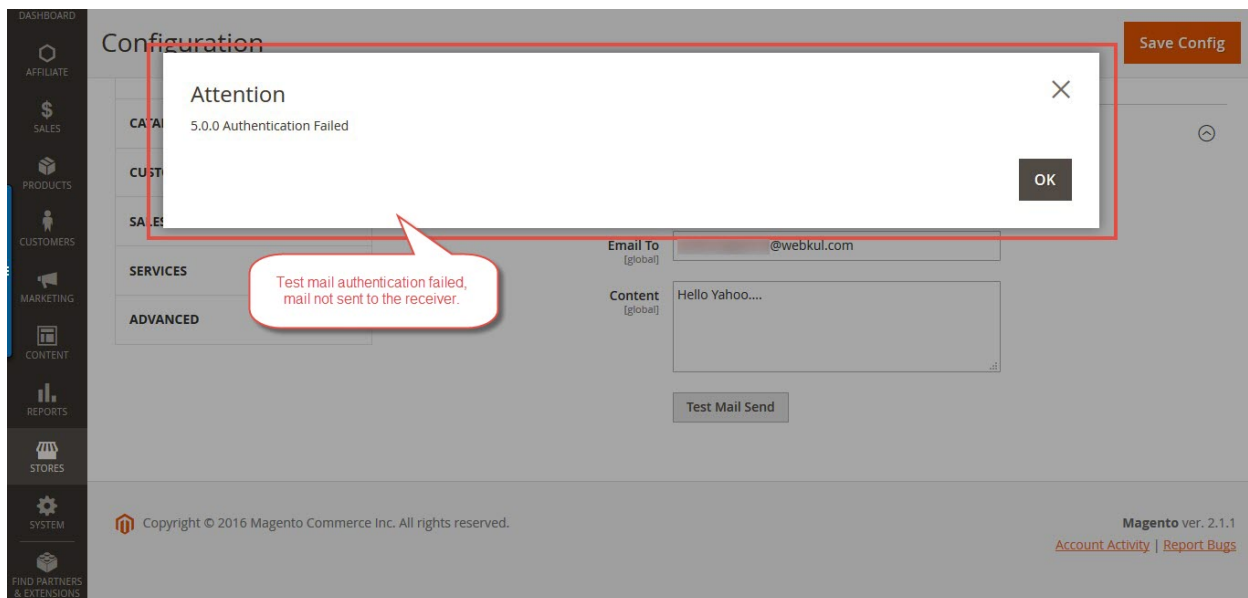 DASHBOARD
AFFILIATE
SALES
PRODUCTS
CUSTOMERS
MARKETING
CONTENT
REPORTS
STORES
SYSTEM
FIND PARTNERS
& EXTENSIONS
Configuration
Save Config
Attention
5.0.0 Authentication Failed
OK
CATAL
CUSTO
SALES
SERVICES
ADVANCED
Test mail authentication failed,
mail not sent to the receiver.
Email To
[global]
@webkul.com
Content
[global]
Hello Yahoo....
Test Mail Send
Copyright © 2016 Magento Commerce Inc. All rights reserved.
Magento ver. 2.1.1
Account Activity | Report Bugs